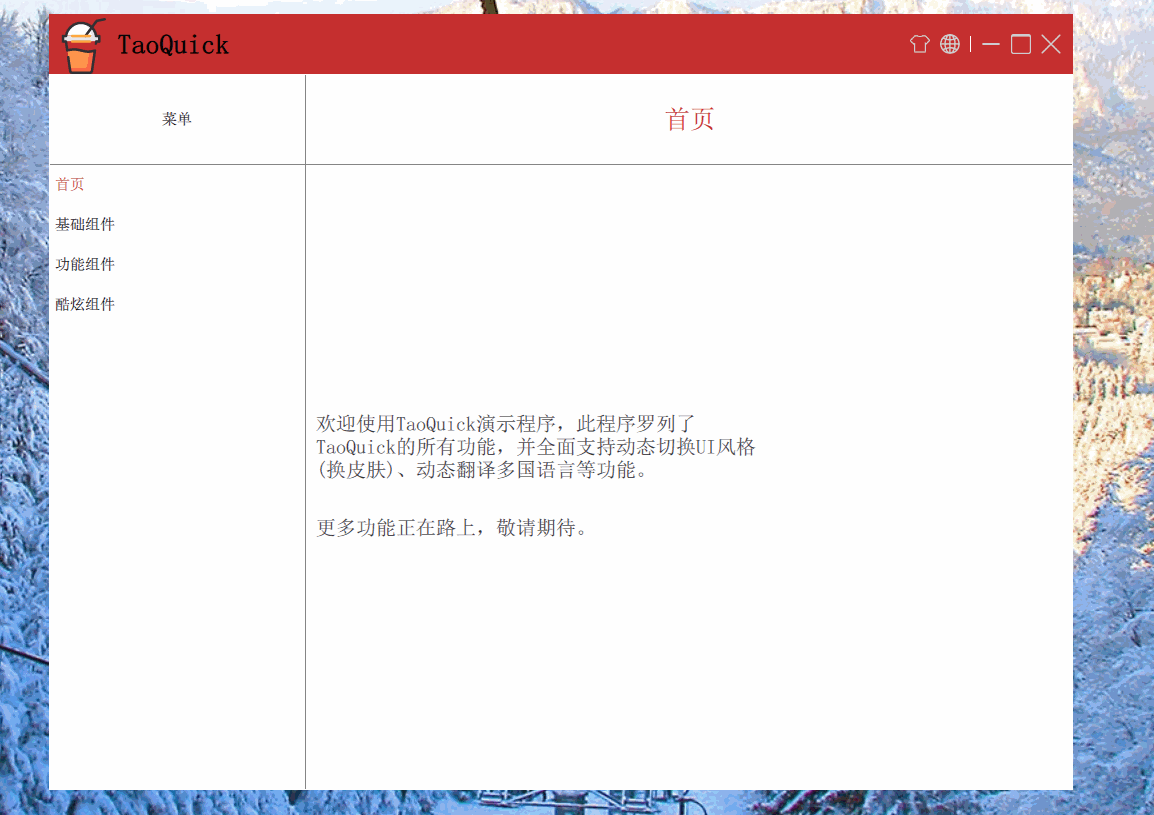 TaoQuick
菜单
首页
首页
基础组件
功能组件
酷炫组件
欢迎使用TaoQuick演示程序，此程序罗列了
TaoQuick的所有功能，并全面支持动态切换UI风格
(换皮肤)、动态翻译多国语言等功能。
更多功能正在路上，敬请期待。